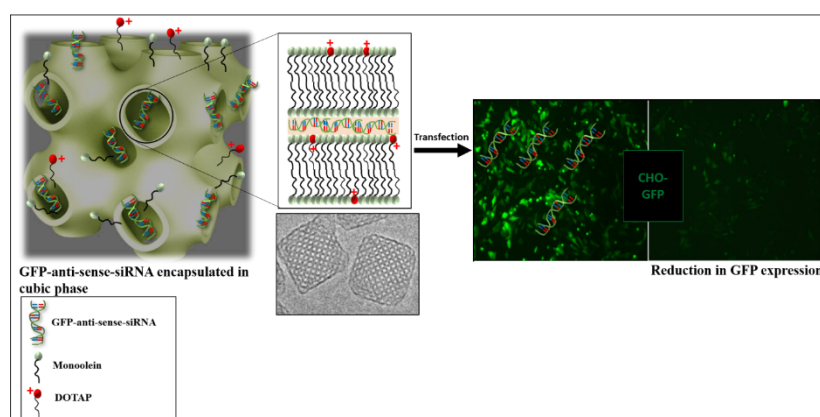 Transfection
CHO-
GFP
GFP-anti-sense-siRNA encapsulated in
cubic phase
Reduction in GFP expression
GFP-anti-sense-siRNA
Monoolein
DOTAP
+
+
+
+
+
+
+
+
+
+